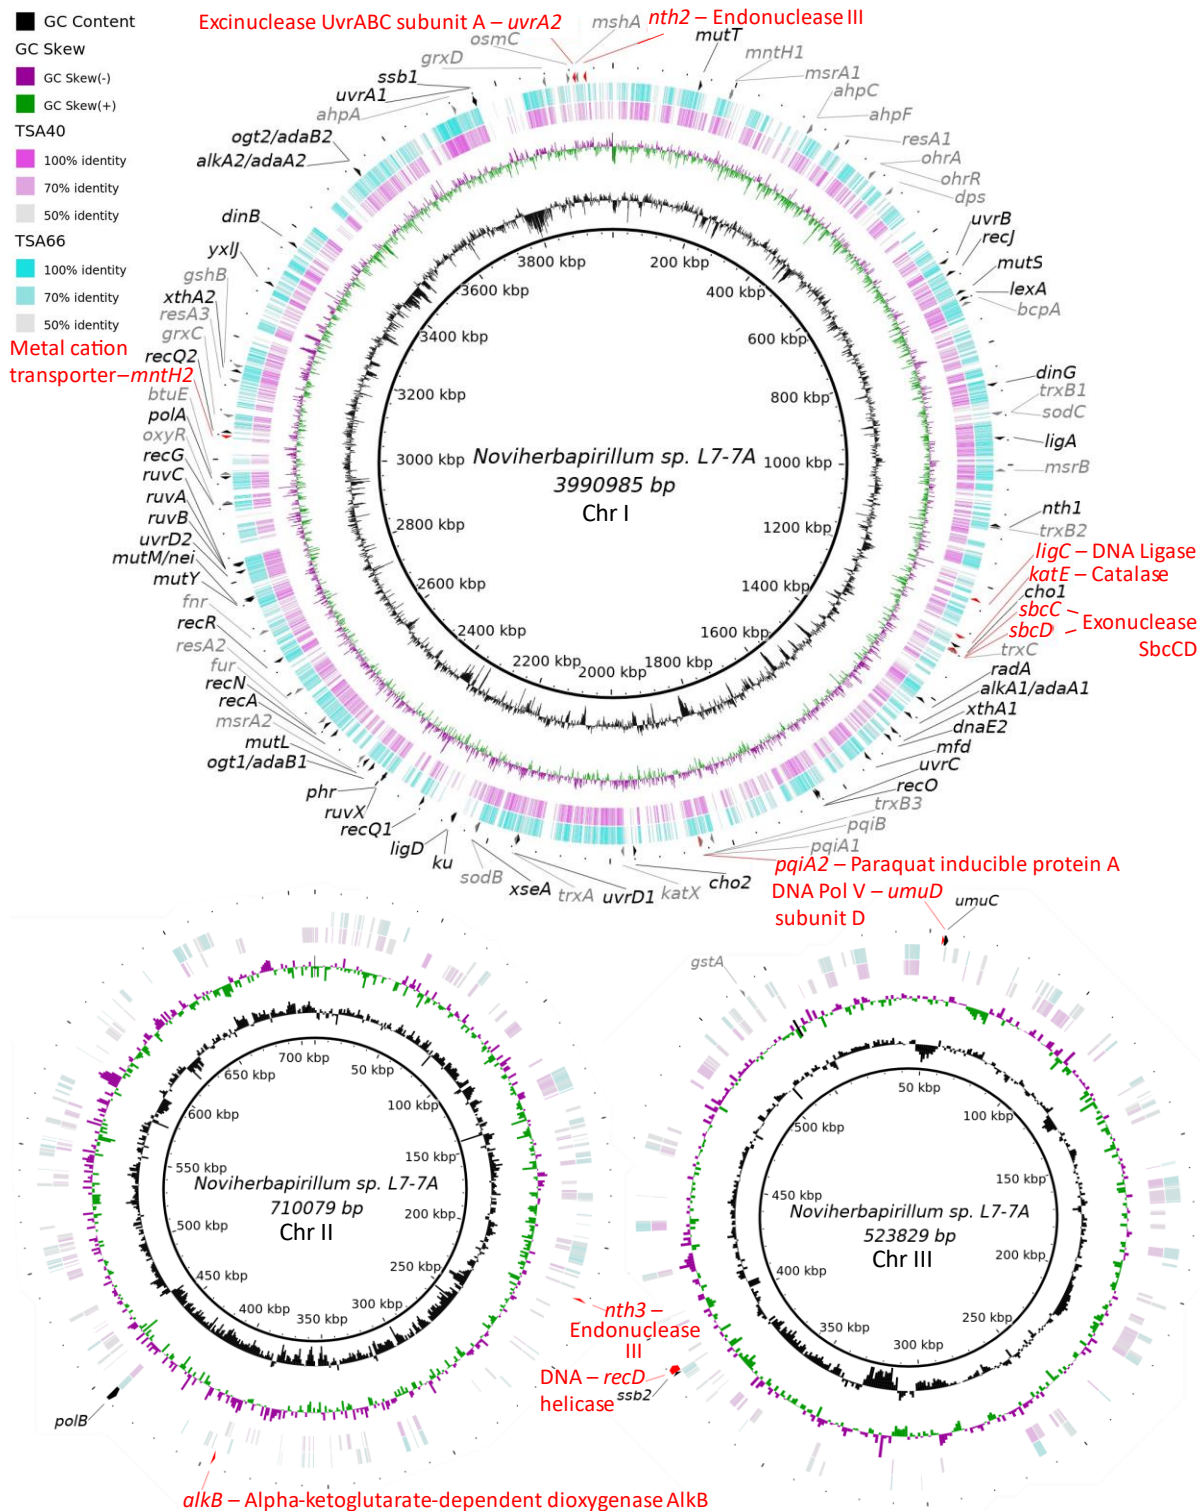 GC Content
GC Skew
GC Skew(-)
GC Skew(+)
TSA40
100% identity
70% identity
50% identity
TSA66
100% identity
70% identity
50% identity
Excinuclease UvrABC subunit A – uvrA2
mshA
nth2 – Endonuclease III
osmC
mutT
grxD
mntH1
ssb1
msrA1
uvrA1
ahpC
ahpA
ahpF
ogt2/adaB2
resA1
alkA2/adaA2
ohrA
ohrR
dps
dinB
uvrB
yxlJ
recJ
gshB
mutS
xthA2
lexA
resA3
bcpA
grxC
recQ2
Metal cation
transporter–mntH2
dinG
btuE
trxB1
polA
sodC
oxyR
ligA
recG
msrB
ruvC
ruvA
nth1
ruvB
trxB2
uvrD2
ligC – DNA Ligase
mutM/nei
katE – Catalase
mutY
cho1
fnr
sbcC
recR
sbcD
Exonuclease
SbcCD
resA2
trxC
fur
radA
recN
alkA1/adaA1
recA
xthA1
msrA2
dnaE2
mutL
mfd
ogt1/adaB1
uvrC
phr
recO
ruvX
trxB3
recQ1
pqiB
ligD
pqiA1
ku
sodB
xseA
trxA
uvrD1
katX
cho2
pqiA2 – Paraquat inducible protein A
3800 kbp
200 kbp
3600 kbp
400 kbp
3400 kbp
600 kbp
3200 kbp
800 kbp
3000 kbp
1000 kbp
2800 kbp
1200 kbp
2600 kbp
1400 kbp
2400 kbp
1600 kbp
2200 kbp
1800 kbp
2000 kbp
Noviherbapirillum sp. L7-7A
3990985 bp
Chr I
DNA Pol V – umuD
subunit D
umuC
gstA
700 kbp
50 kbp
650 kbp
100 kbp
600 kbp
150 kbp
550 kbp
200 kbp
500 kbp
250 kbp
450 kbp
300 kbp
400 kbp
350 kbp
Noviherbapirillum sp. L7-7A
710079 bp
Chr II
polB
alkB – Alpha-ketoglutarate-dependent dioxygenase AlkB
nth3 –
Endonuclease
III
DNA – recD
helicase
ssb2
50 kbp
100 kbp
500 kbp
150 kbp
450 kbp
200 kbp
400 kbp
250 kbp
350 kbp
300 kbp
Noviherbapirillum sp. L7-7A
523829 bp
Chr III